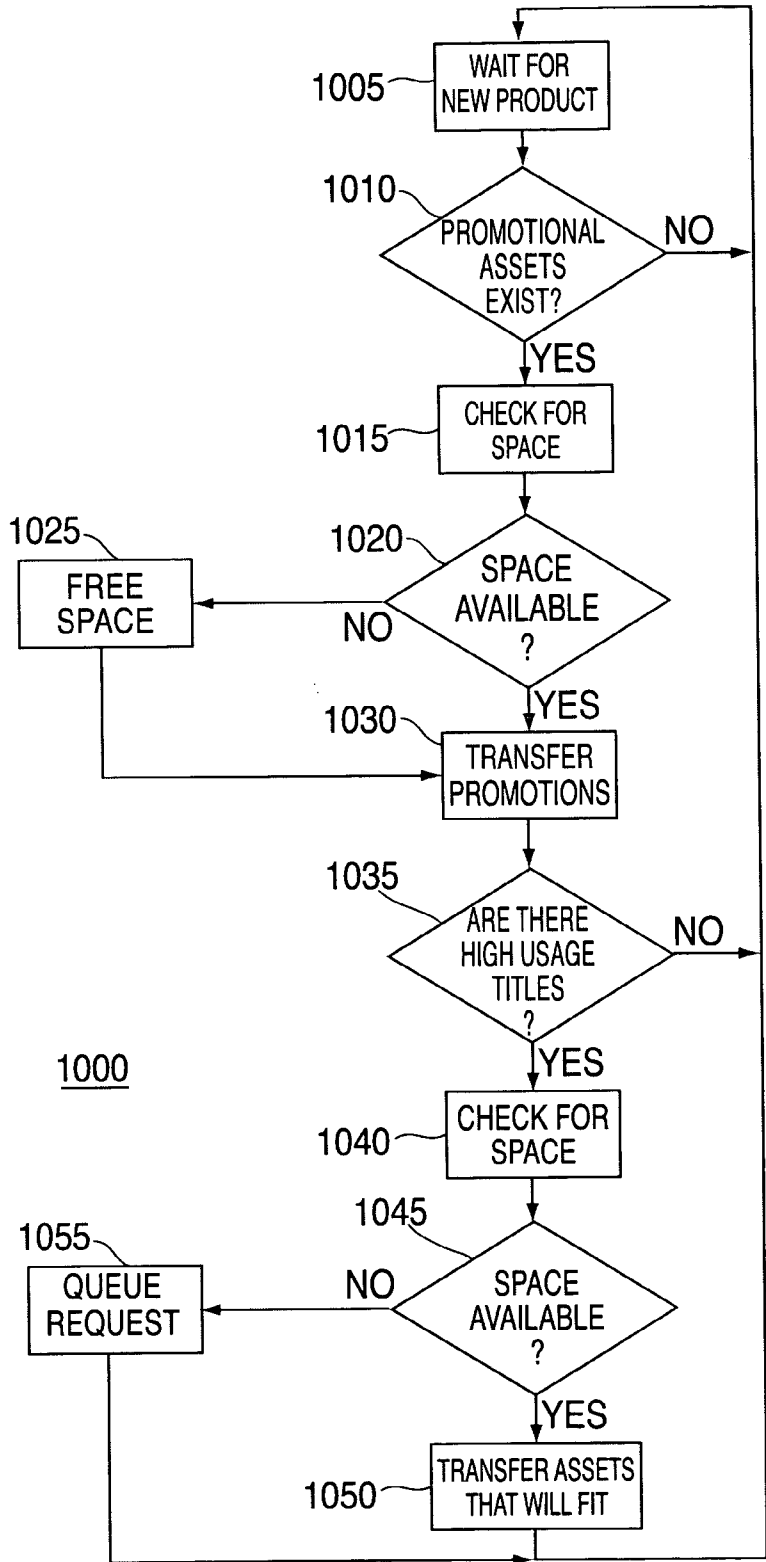 1005
WAIT FOR
NEW PRODUCT
1010
PROMOTIONAL
ASSETS
EXIST?
NO
YES
1015
CHECK FOR
SPACE
1025
FREE
SPACE
1020
SPACE
AVAILABLE
?
NO
YES
1030
TRANSFER
PROMOTIONS
1035
ARE THERE
HIGH USAGE
TITLES
?
NO
YES
1000
1040
CHECK FOR
SPACE
1055
QUEUE
REQUEST
1045
NO
SPACE
AVAILABLE
?
YES
1050
TRANSFER ASSETS
THAT WILL FIT